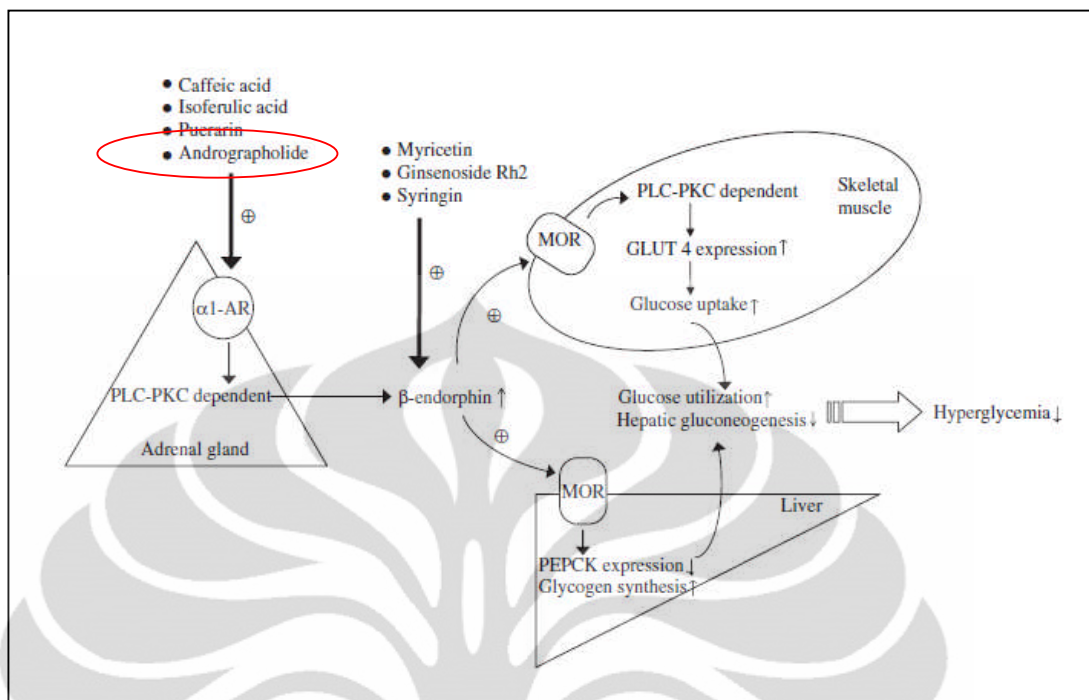 ● Caffeic acid
● Isoferulic acid
● Puerarin
● Andrographolide
⊕
● Myricetin
● Ginsenoside Rh2
● Syringin
⊕
α1-AR
PLC-PKC dependent
Adrenal gland
β-endorphin ↑
⊕
⊕
MOR
PLC-PKC dependent
GLUT 4 expression↑
Glucose uptake↑
Skeletal
muscle
Glucose utilization↑
Hepatic gluconeogenesis↓
Hyperglycemia↓
MOR
Liver
PEPCK expression↓
Glycogen synthesis↑